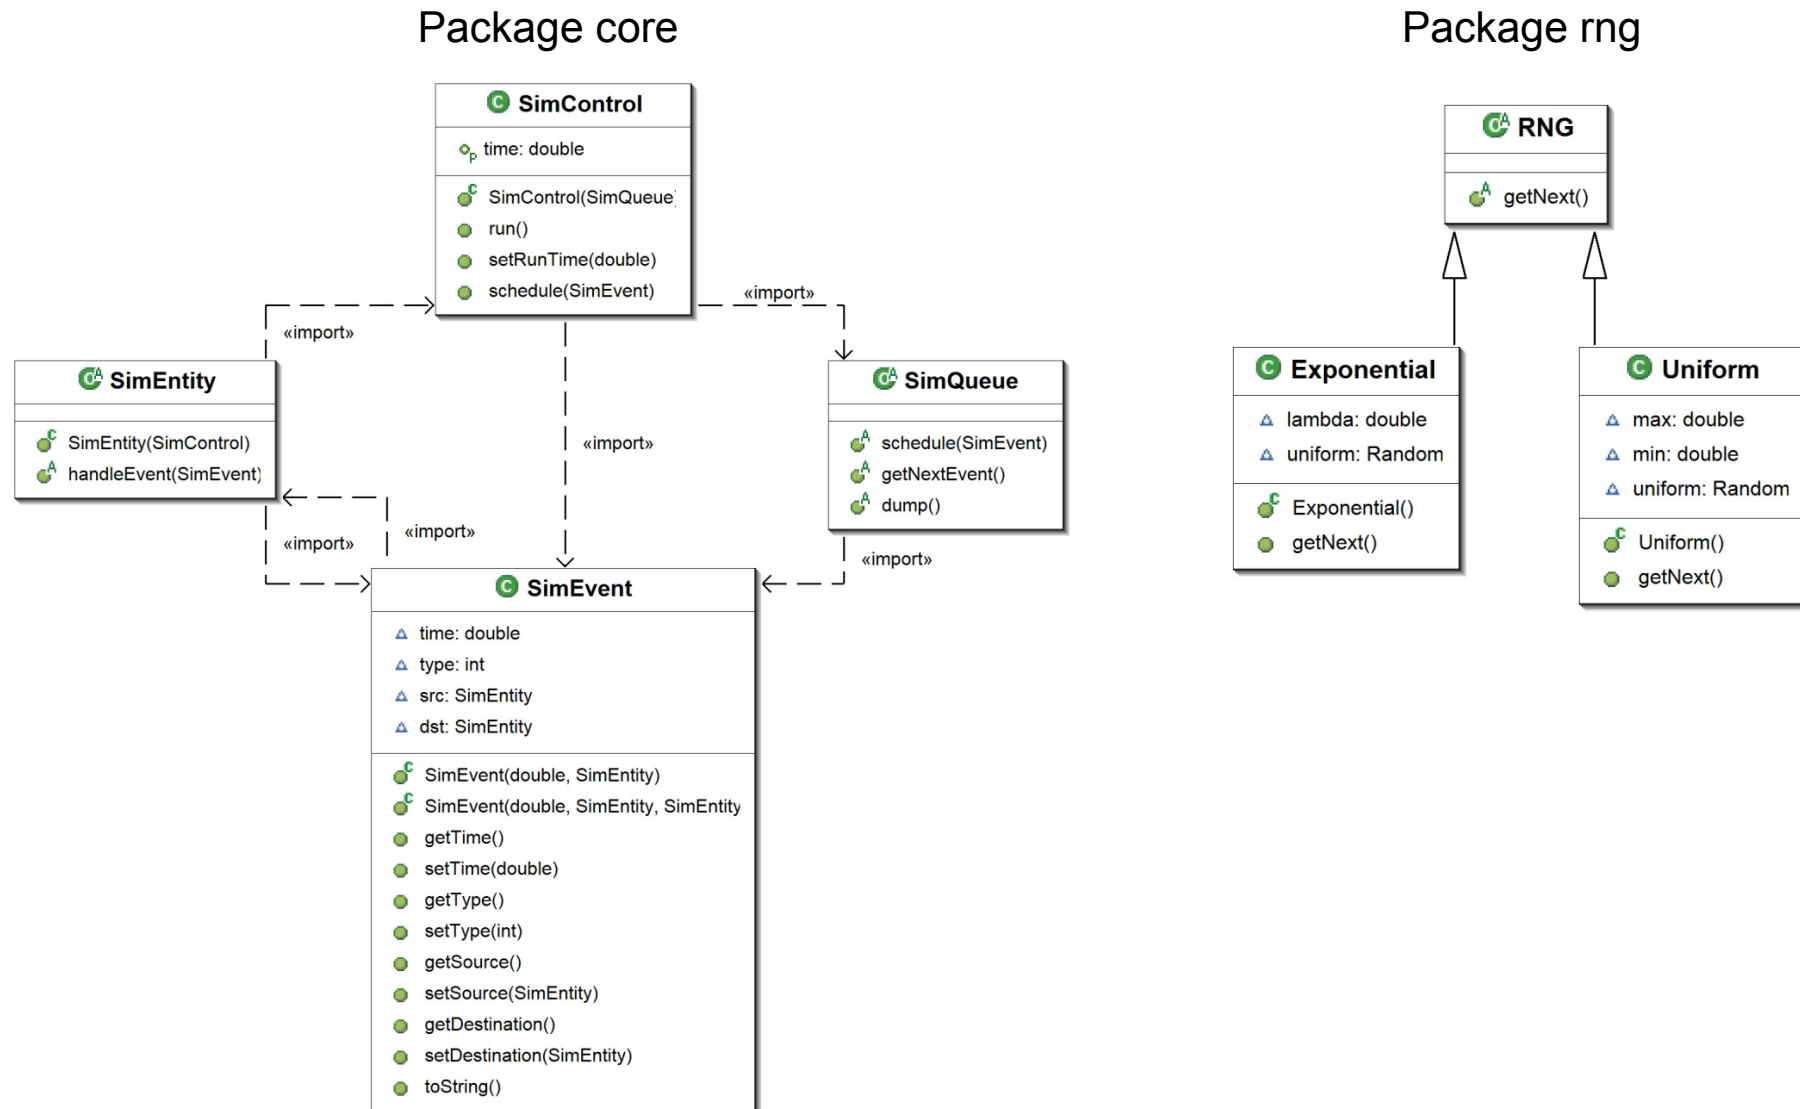 Package core
Package rng
C SimControl
P time: double
C SimControl(SimQueue)
run()
setRunTime(double)
schedule(SimEvent)
«import»
«import»
CA SimEntity
C SimEntity(SimControl)
A handleEvent(SimEvent)
«import»
CA SimQueue
A schedule(SimEvent)
A getNextEvent()
A dump()
«import»
«import»
«import»
C SimEvent
time: double
type: int
src: SimEntity
dst: SimEntity
C SimEvent(double, SimEntity)
C SimEvent(double, SimEntity, SimEntity
getTime()
setTime(double)
getType()
setType(int)
getSource()
setSource(SimEntity)
getDestination()
setDestination(SimEntity)
toString()
CA RNG
A getNext()
C Exponential
lambda: double
uniform: Random
C Exponential()
getNext()
C Uniform
max: double
min: double
uniform: Random
C Uniform()
getNext()